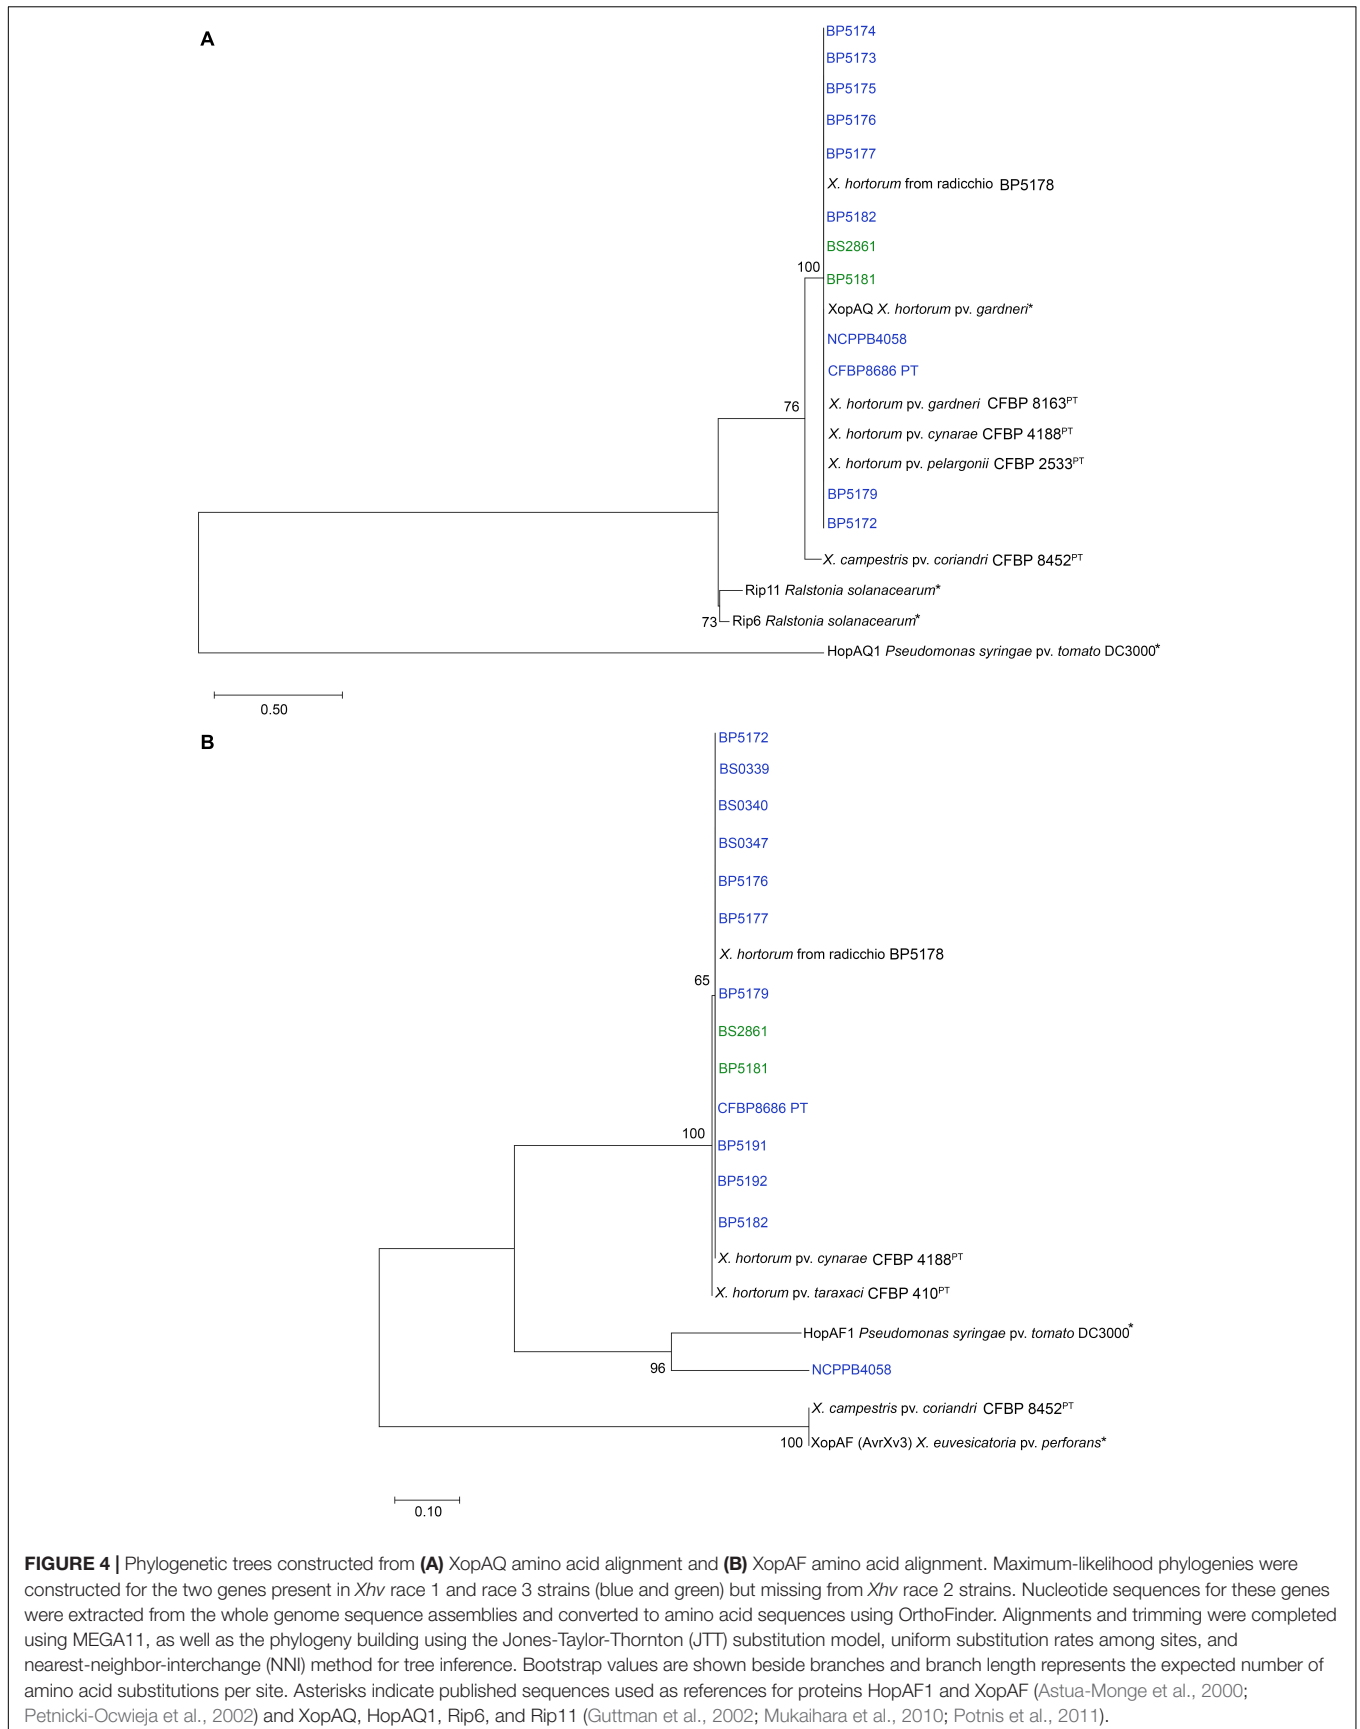 A
BP5174
BP5173
BP5175
BP5176
BP5177
X. hortorum from radicchio BP5178
BP5182
BS2861
100
BP5181
XopAQ X. hortorum pv. gardneri*
NCPPB4058
CFBP8686 PT
76
X. hortorum pv. gardneri CFBP 8163PT
X. hortorum pv. cynarae CFBP 4188PT
X. hortorum pv. pelargonii CFBP 2533PT
BP5179
BP5172
X. campestris pv. coriandri CFBP 8452PT
Rip11 Ralstonia solanacearum*
73 Rip6 Ralstonia solanacearum*
HopAQ1 Pseudomonas syringae pv. tomato DC3000*
0.50
B
BP5172
BS0339
BS0340
BS0347
BP5176
BP5177
X. hortorum from radicchio BP5178
65
BP5179
BS2861
BP5181
CFBP8686 PT
100
BP5191
BP5192
BP5182
X. hortorum pv. cynarae CFBP 4188PT
X. hortorum pv. taraxaci CFBP 410PT
HopAF1 Pseudomonas syringae pv. tomato DC3000*
96
NCPPB4058
X. campestris pv. coriandri CFBP 8452PT
100 XopAF (AvrXv3) X. euvesicatoria pv. perforans*
0.10
FIGURE 4 | Phylogenetic trees constructed from (A) XopAQ amino acid alignment and (B) XopAF amino acid alignment. Maximum-likelihood phylogenies were
constructed for the two genes present in Xhv race 1 and race 3 strains (blue and green) but missing from Xhv race 2 strains. Nucleotide sequences for these genes
were extracted from the whole genome sequence assemblies and converted to amino acid sequences using OrthoFinder. Alignments and trimming were completed
using MEGA11, as well as the phylogeny building using the Jones-Taylor-Thornton (JTT) substitution model, uniform substitution rates among sites, and
nearest-neighbor-interchange (NNI) method for tree inference. Bootstrap values are shown beside branches and branch length represents the expected number of
amino acid substitutions per site. Asterisks indicate published sequences used as references for proteins HopAF1 and XopAF (Astua-Monge et al., 2000;
Petnicki-Ocwieja et al., 2002) and XopAQ, HopAQ1, Rip6, and Rip11 (Guttman et al., 2002; Mukaihara et al., 2010; Potnis et al., 2011).